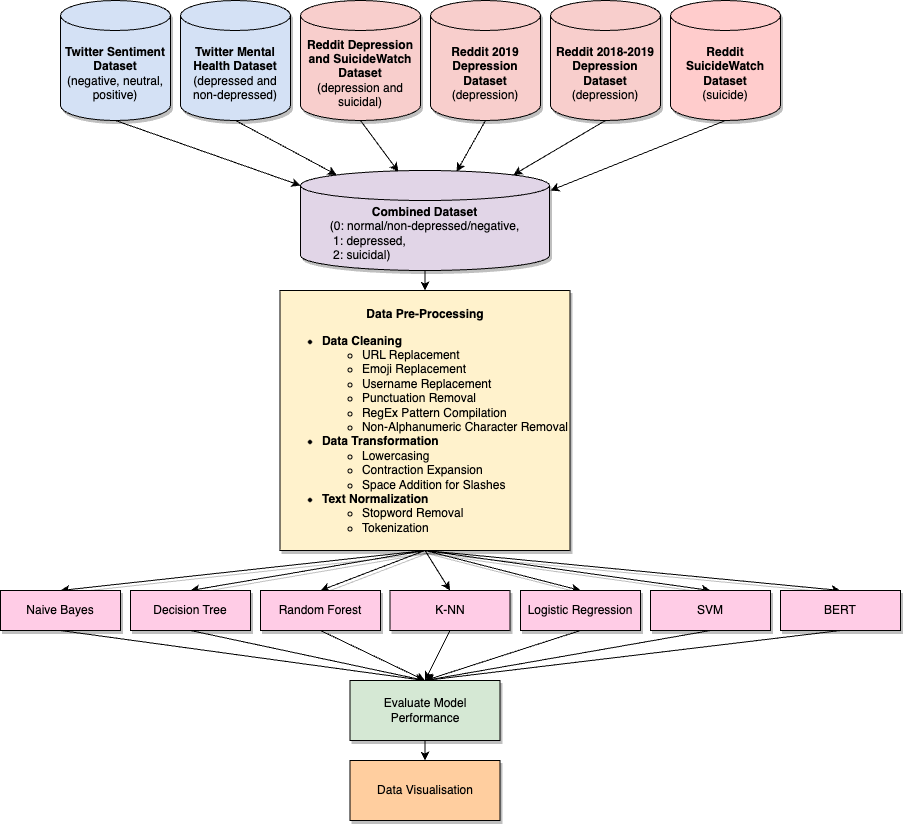 Twitter Sentiment
Dataset
(negative, neutral,
positive)
Twitter Mental
Health Dataset
(depressed and
non-depressed)
Reddit Depression
and SuicideWatch
Dataset
(depression and
suicidal)
Reddit 2019
Depression
Dataset
(depression)
Reddit 2018-2019
Depression
Dataset
(depression)
Reddit
SuicideWatch
Dataset
(suicide)
Combined Dataset
(0: normal/non-depressed/negative,
1: depressed,
2: suicidal)
Data Pre-Processing
• Data Cleaning
○ URL Replacement
○ Emoji Replacement
○ Username Replacement
○ Punctuation Removal
○ RegEx Pattern Compilation
○ Non-Alphanumeric Character Removal
• Data Transformation
○ Lowercasing
○ Contraction Expansion
○ Space Addition for Slashes
• Text Normalization
○ Stopword Removal
○ Tokenization
Naive Bayes
Decision Tree
Random Forest
K-NN
Logistic Regression
SVM
BERT
Evaluate Model
Performance
Data Visualisation